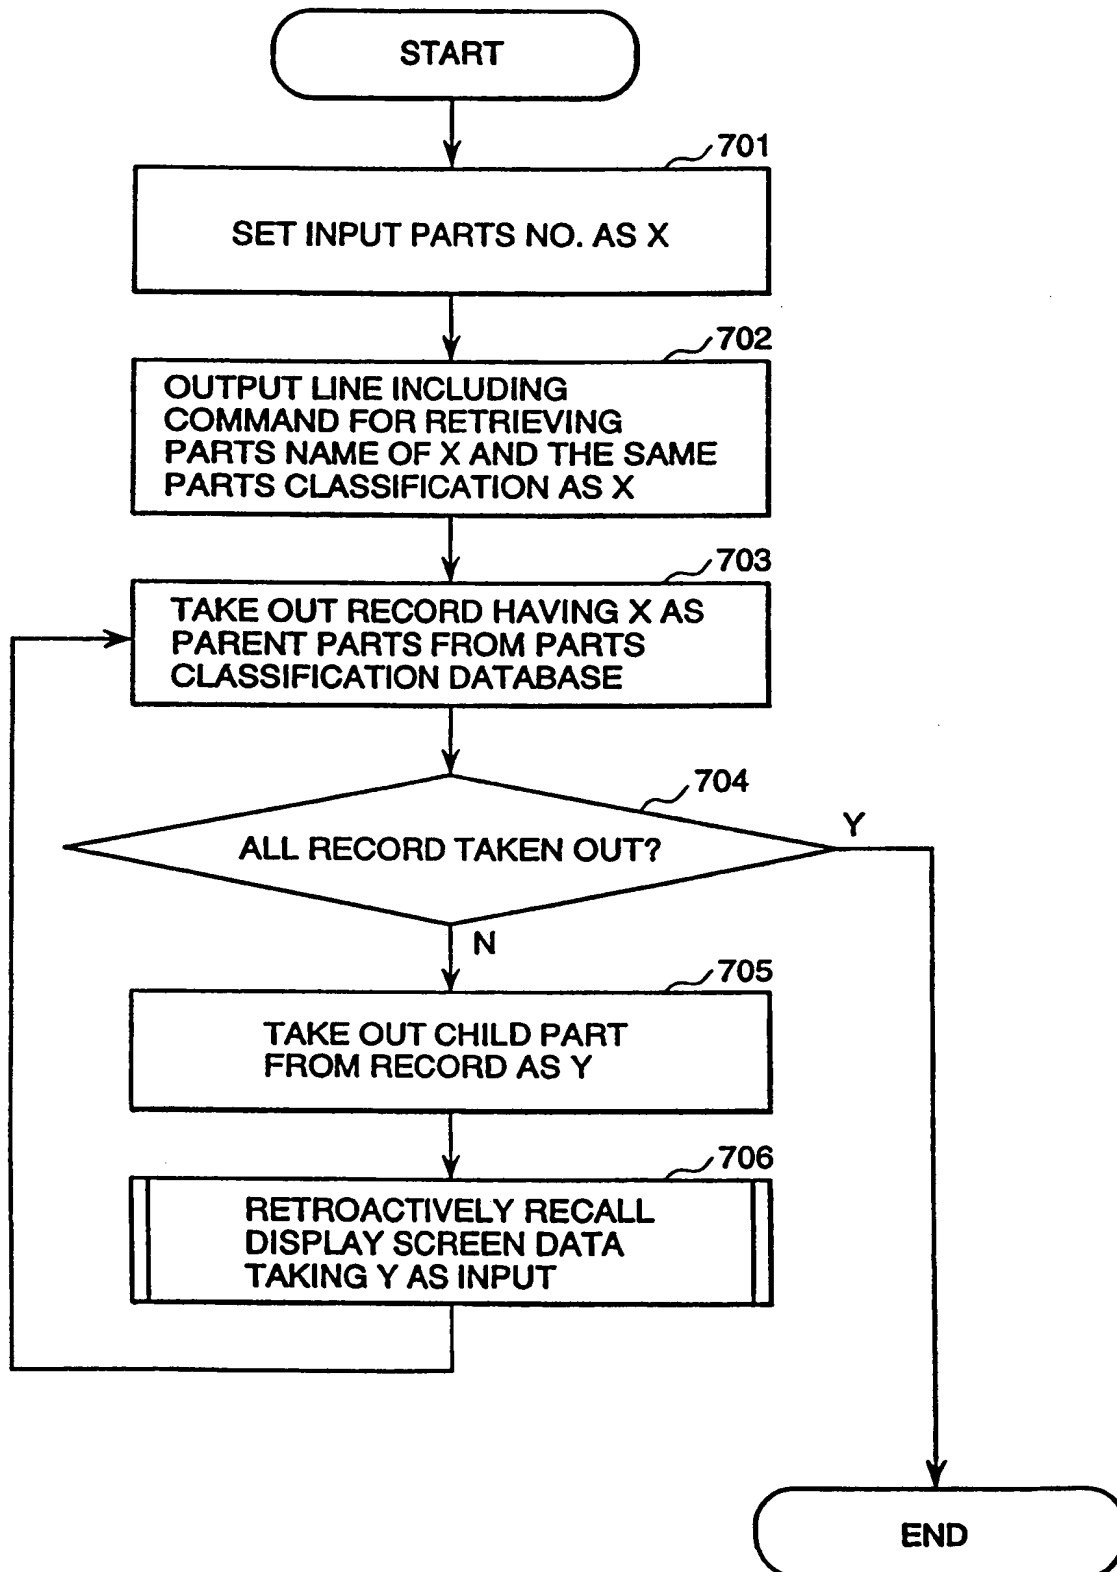 START
701
SET INPUT PARTS NO. AS X
702
OUTPUT LINE INCLUDING
COMMAND FOR RETRIEVING
PARTS NAME OF X AND THE SAME
PARTS CLASSIFICATION AS X
703
TAKE OUT RECORD HAVING X AS
PARENT PARTS FROM PARTS
CLASSIFICATION DATABASE
704
ALL RECORD TAKEN OUT?
Y
N
705
TAKE OUT CHILD PART
FROM RECORD AS Y
706
RETROACTIVELY RECALL
DISPLAY SCREEN DATA
TAKING Y AS INPUT
END